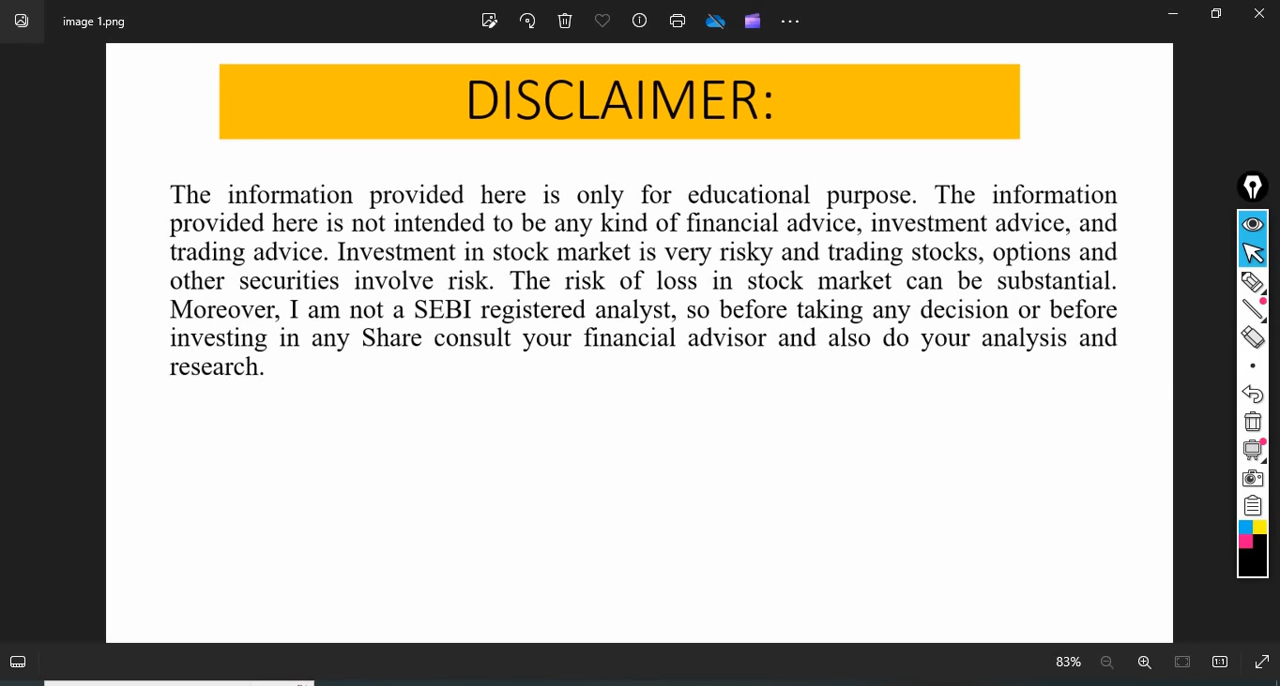 image 1.png
DISCLAIMER:
The information provided here is only for educational purpose. The information
provided here is not intended to be any kind of financial advice, investment advice, and
trading advice. Investment in stock market is very risky and trading stocks, options and
other securities involve risk. The risk of loss in stock market can be substantial.
Moreover, I am not a SEBI registered analyst, so before taking any decision or before
investing in any Share consult your financial advisor and also do your analysis and
research.
83%
1:1